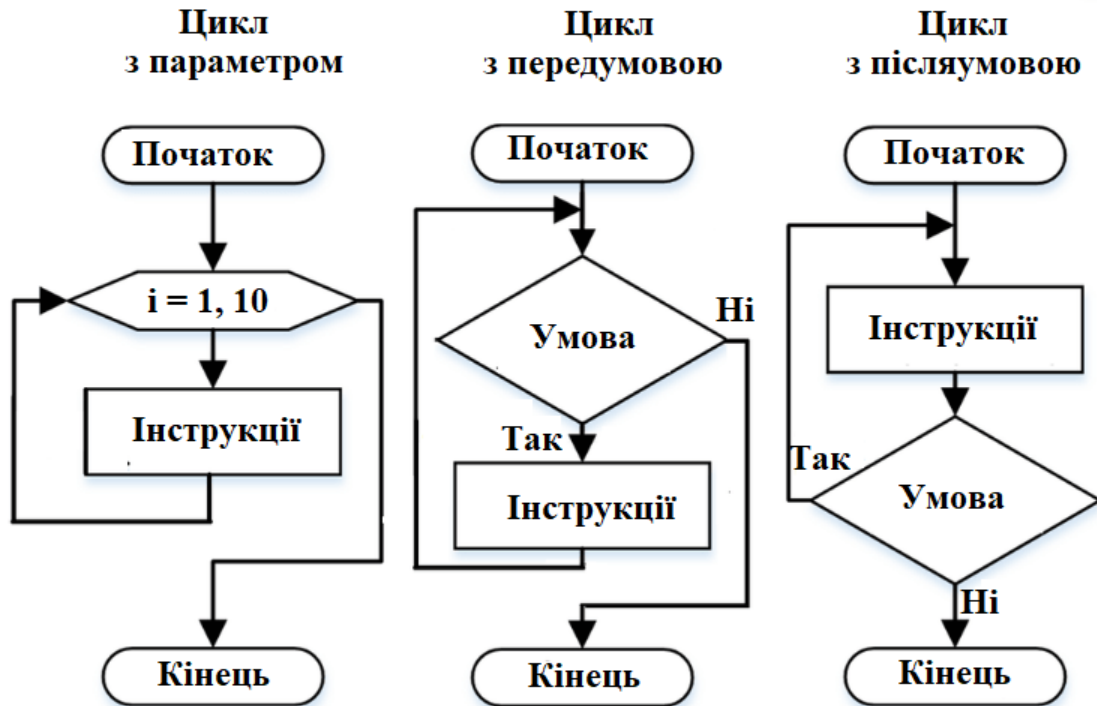 Цикл
з параметром
Початок
i = 1, 10
Інструкції
Кінець
Цикл
з передумовою
Початок
Умова
Ні
Так
Інструкції
Кінець
Цикл
з післяумовою
Початок
Інструкції
Так
Умова
Ні
Кінець